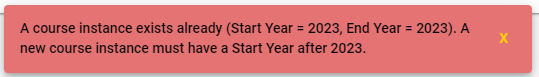 A course instance exists already (Start Year = 2023, End Year = 2023). A
new course instance must have a Start Year after 2023.
X